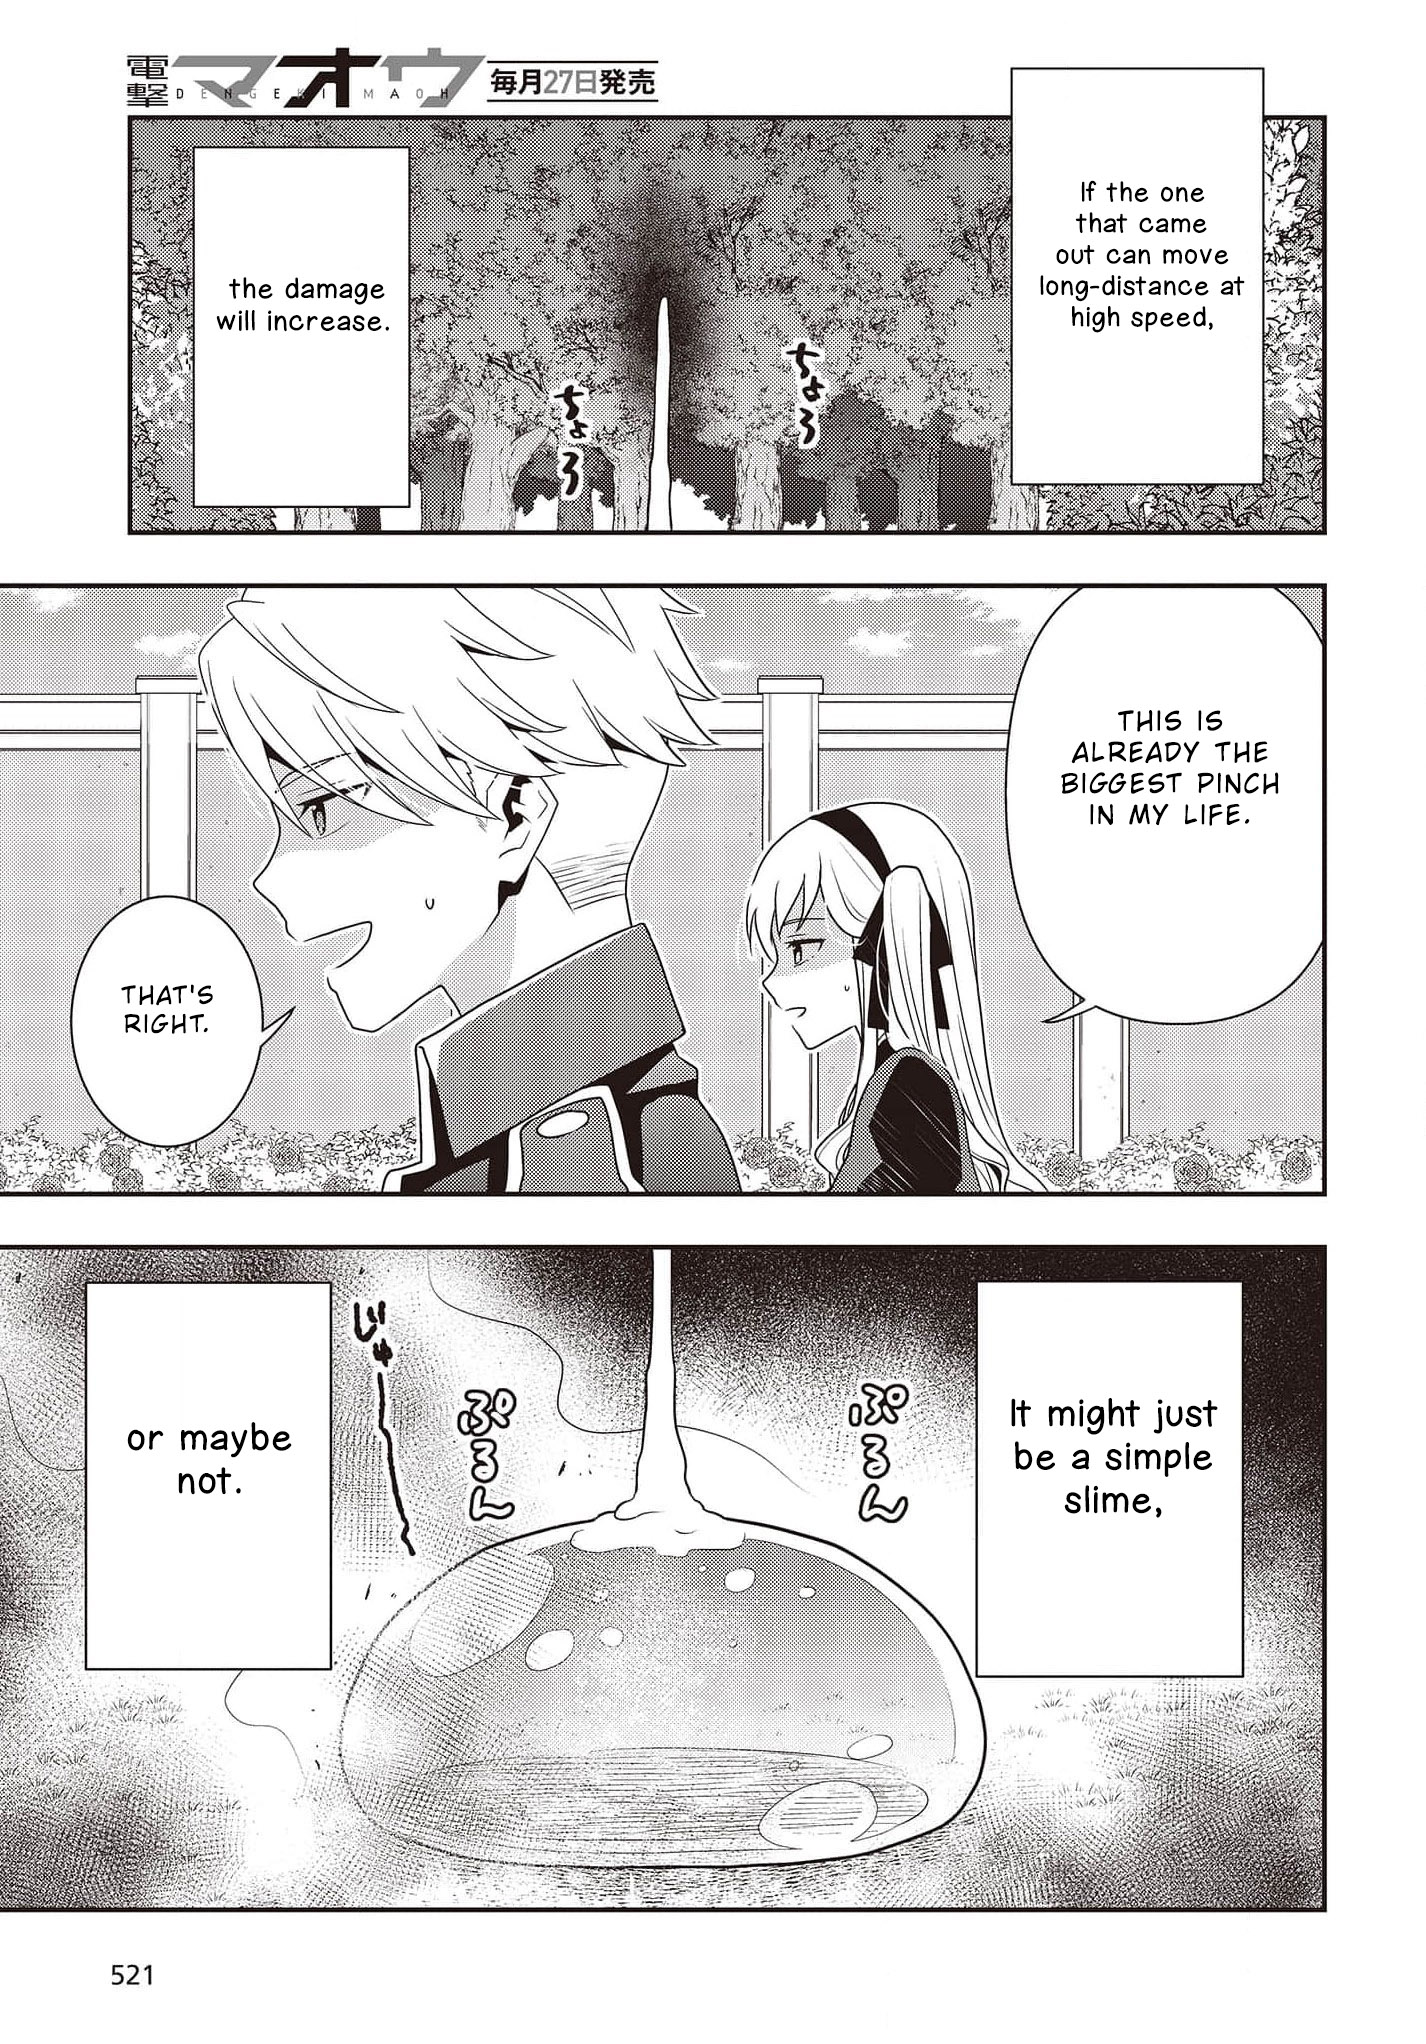 電撃マオウ 毎月27日発売
DENGEKI MAOH
If the one
that came
out can move
long-distance at
high speed,
the damage
will increase.
ちょろ
ちょろ
THIS IS
ALREADY THE
BIGGEST PINCH
IN MY LIFE.
THAT'S
RIGHT.
It might just
be a simple
slime,
ぷるん
ぷるん
じゅーー
or maybe
not.
521